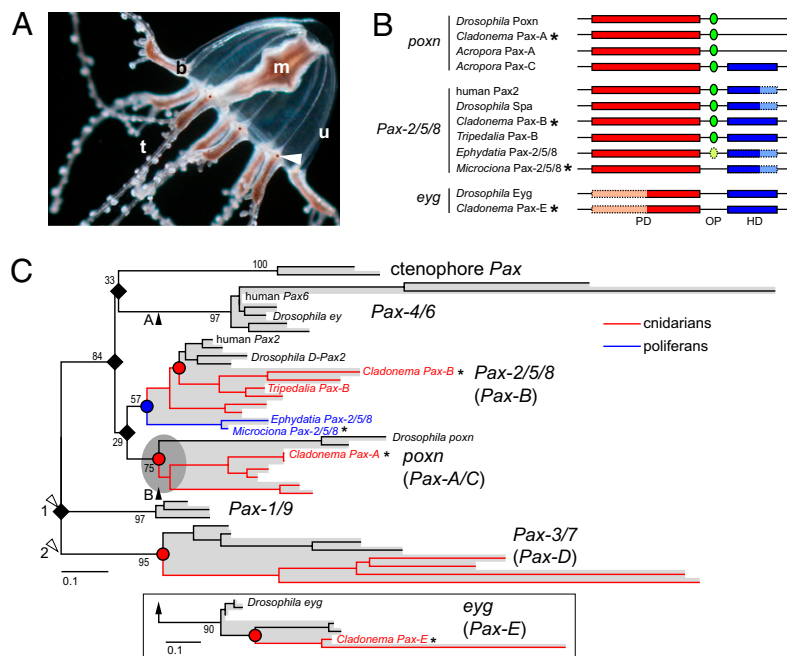 A
b
m
t
u
B
poxn
Drosophila Poxn
Cladonema Pax-A *
Acropora Pax-A
Acropora Pax-C
Pax-2/5/8
human Pax2
Drosophila Spa
Cladonema Pax-B *
Tripedalia Pax-B
Ephydatia Pax-2/5/8
Microciona Pax-2/5/8 *
eyg
Drosophila Eyg
Cladonema Pax-E *
PD OP HD
C
100 ctenophore Pax
33
human Pax6
A 97 Drosophila ey
Pax-4/6
cnidarians
poliferans
84
human Pax2
Drosophila D-Pax2
Cladonema Pax-B *
Pax-2/5/8
(Pax-B)
Tripedalia Pax-B
57
Ephydatia Pax-2/5/8
Microciona Pax-2/5/8 *
29
Drosophila poxn
75
Cladonema Pax-A *
poxn
(Pax-A/C)
B
1
97
Pax-1/9
2
95
Pax-3/7
(Pax-D)
0.1
Drosophila eyg
90
eyg
(Pax-E)
Cladonema Pax-E *
0.1